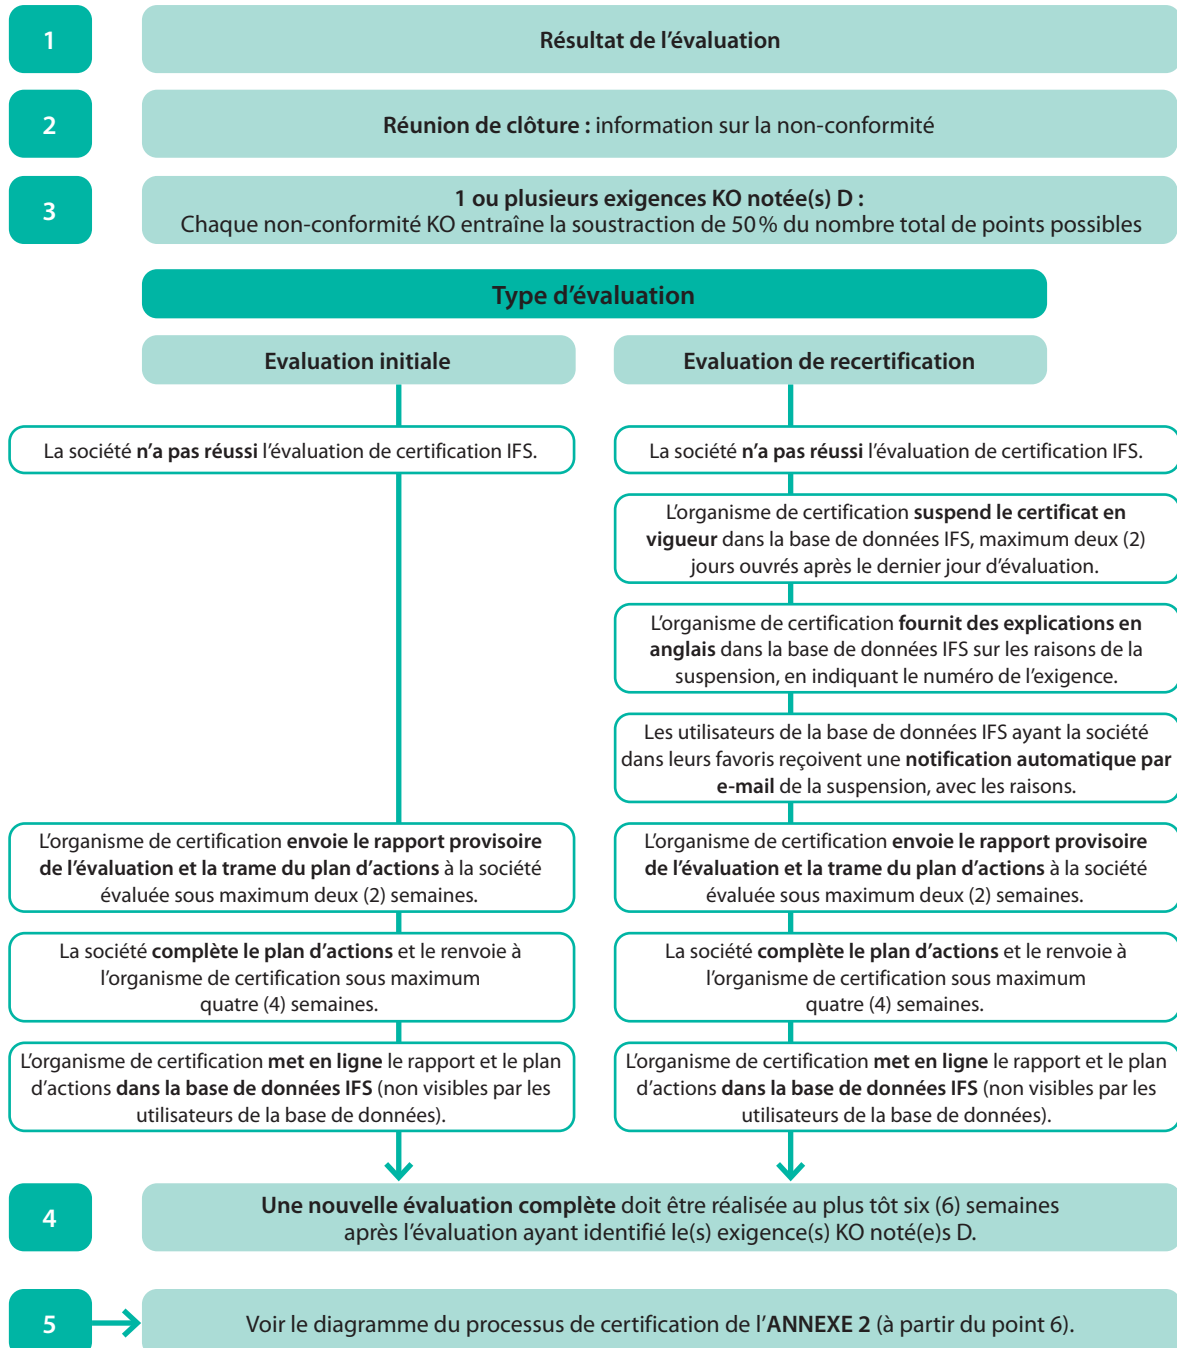 1
Résultat de l’évaluation
2
Réunion de clôture : information sur la non-conformité
3
1 ou plusieurs exigences KO notée(s) D :
Chaque non-conformité KO entraîne la soustraction de 50 % du nombre total de points possibles
Type d’évaluation
Evaluation initiale
La société n'a pas réussi l’évaluation de certification IFS.
L’organisme de certification envoie le rapport provisoire
de l’évaluation et la trame du plan d’actions à la société
évaluée sous maximum deux (2) semaines.
La société complète le plan d’actions et le renvoie à
l’organisme de certification sous maximum
quatre (4) semaines.
L’organisme de certification met en ligne le rapport et le plan
d’actions dans la base de données IFS (non visibles par les
utilisateurs de la base de données).
Evaluation de recertification
La société n'a pas réussi l’évaluation de certification IFS.
L’organisme de certification suspend le certificat en
vigueur dans la base de données IFS, maximum deux (2)
jours ouvrés après le dernier jour d’évaluation.
L’organisme de certification fournit des explications en
anglais dans la base de données IFS sur les raisons de la
suspension, en indiquant le numéro de l’exigence.
Les utilisateurs de la base de données IFS ayant la société
dans leurs favoris reçoivent une notification automatique par
e-mail de la suspension, avec les raisons.
L’organisme de certification envoie le rapport provisoire
de l’évaluation et la trame du plan d’actions à la société
évaluée sous maximum deux (2) semaines.
La société complète le plan d’actions et le renvoie à
l’organisme de certification sous maximum
quatre (4) semaines.
L’organisme de certification met en ligne le rapport et le plan
d’actions dans la base de données IFS (non visibles par les
utilisateurs de la base de données).
4
Une nouvelle évaluation complète doit être réalisée au plus tôt six (6) semaines
après l’évaluation ayant identifié le(s) exigence(s) KO noté(e)s D.
5
Voir le diagramme du processus de certification de l’ANNEXE 2 (à partir du point 6).